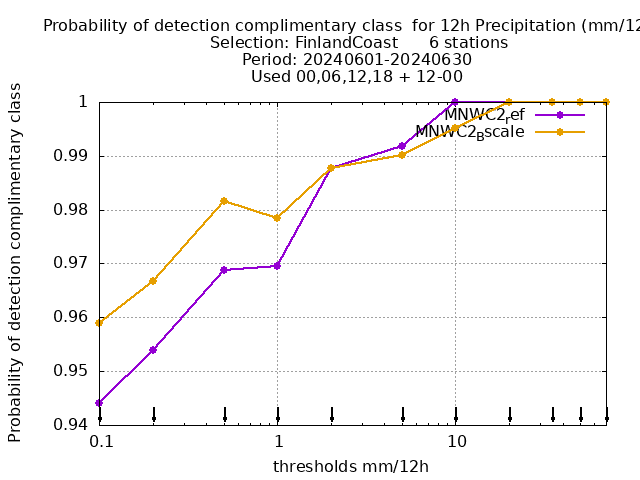 Probability of detection complimentary class for 12h Precipitation (mm/12
Selection: FinlandCoast 6 stations
Period: 20240601-20240630
Used 00,06,12,18 + 12-00
Probability of detection complimentary class
1
0.99
0.98
0.97
0.96
0.95
0.94
MNWC2ref
MNWC2Bscale
0.1 1 10
thresholds mm/12h